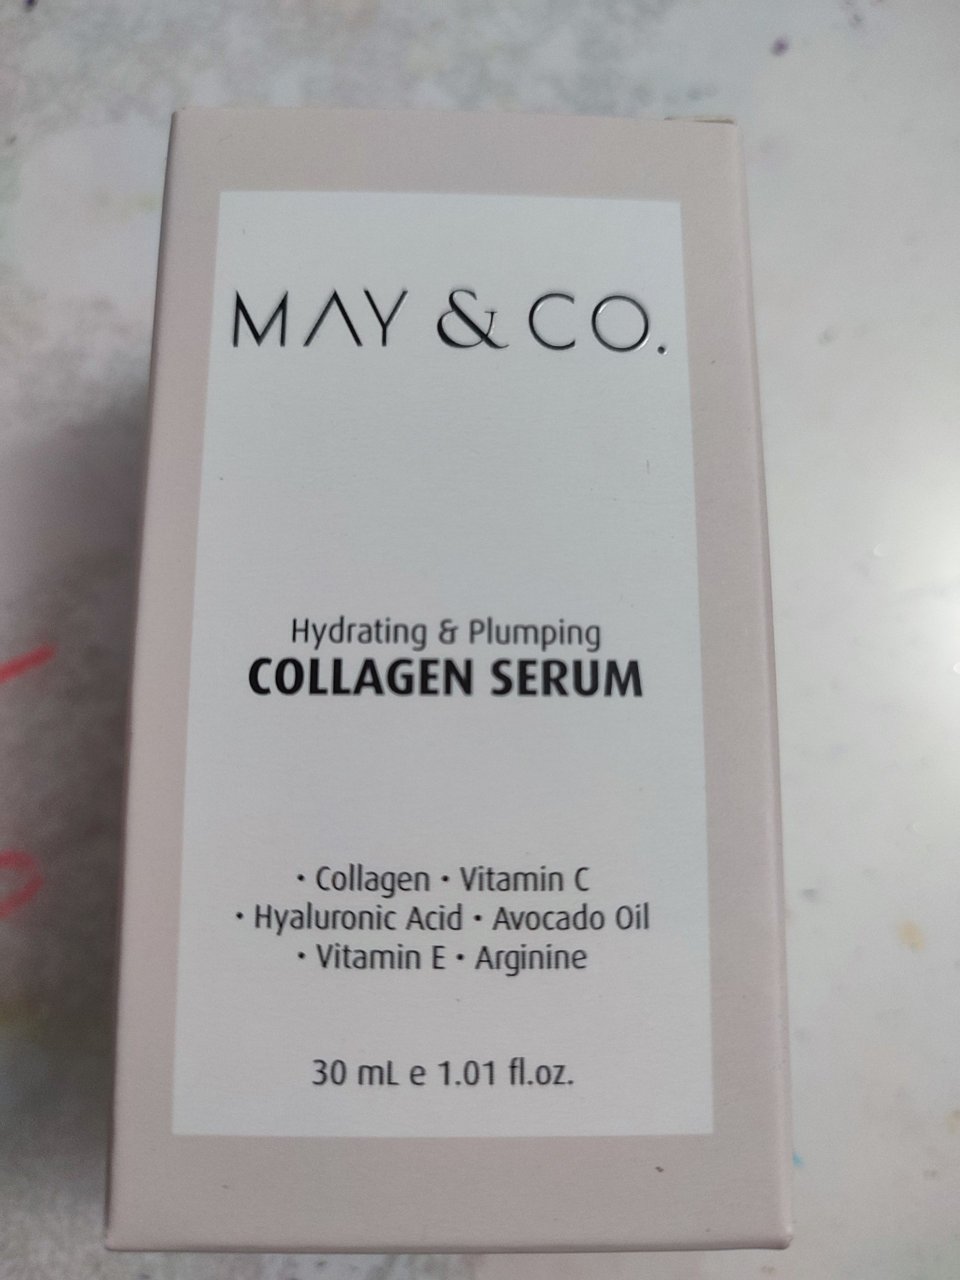 MAY & CO.
Hydrating & Plumping
COLLAGEN SERUM
· Collagen · Vitamin C
· Hyaluronic Acid · Avocado Oil
· Vitamin E · Arginine
30 mL e 1.01 fl.oz.